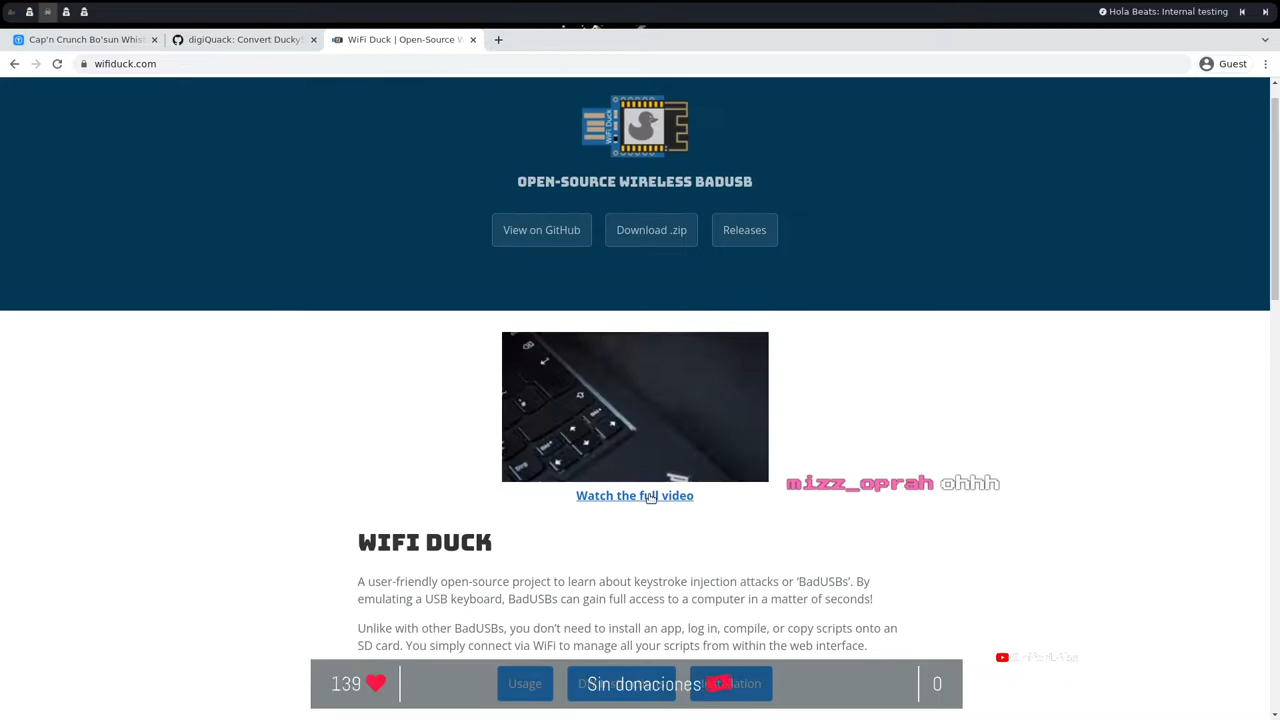 Hola Beats: Internal testing
Cap'n Crunch Bo'sun Whist
digiQuack: Convert DuckyS
WiFi Duck | Open-Source W
wifiduck.com
Guest
WiFi Duck
OPEN-SOURCE WIRELESS BADUSB
View on GitHub
Download .zip
Releases
Watch the full video
mizz_oprah ohhh
WIFI DUCK
A user-friendly open-source project to learn about keystroke injection attacks or 'BadUSBs'. By
emulating a USB keyboard, BadUSBs can gain full access to a computer in a matter of seconds!
Unlike with other BadUSBs, you don't need to install an app, log in, compile, or copy scripts onto an
SD card. You simply connect via WiFi to manage all your scripts from within the web interface.
139
Usage
Sin donaciones
0